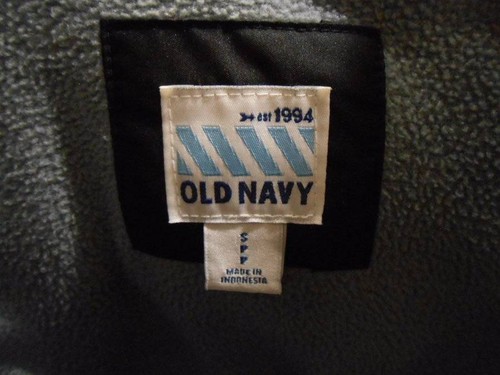 est 1994
OLD NAVY
S
P
P
MADE IN
INDONESIA